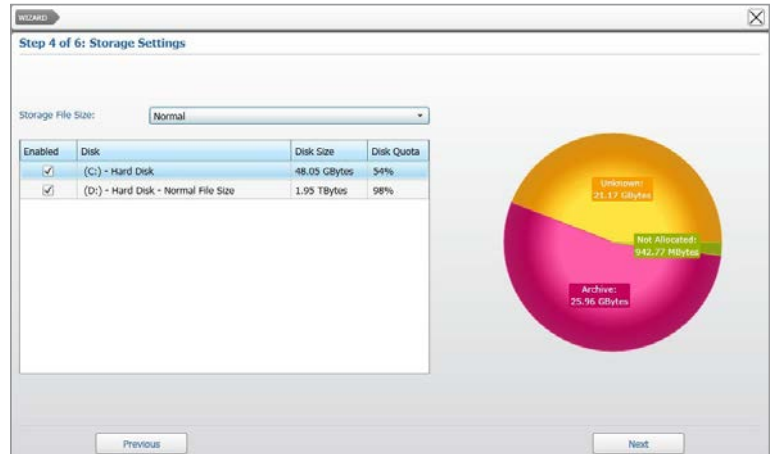 WIZARD
Step 4 of 6: Storage Settings
Storage File Size: Normal
Enabled Disk Disk Size Disk Quota
(C:) - Hard Disk 48.05 GBytes 54%
(D:) - Hard Disk - Normal File Size 1.95 TBytes 98%
Unknown:
21.17 GBytes
Not Allocated:
942.77 MBytes
Archive:
25.96 GBytes
Previous Next